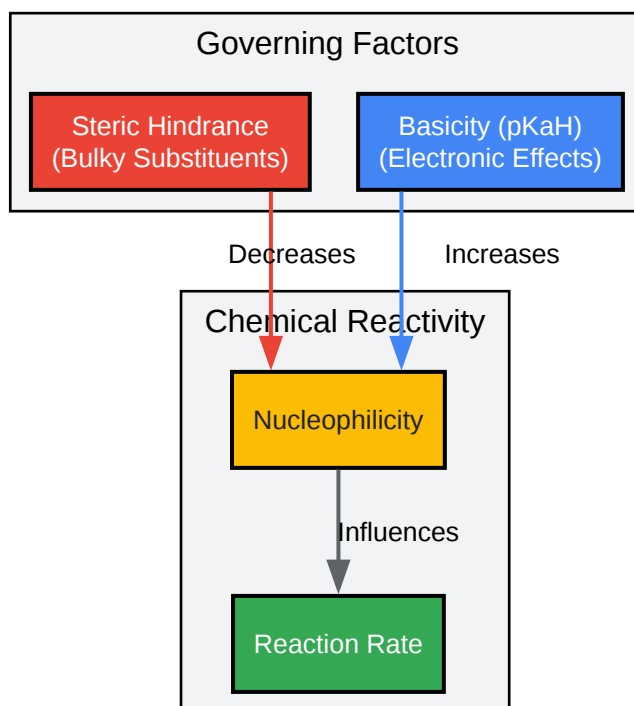 Governing Factors
Steric Hindrance
(Bulky Substituents)
Basicity (pKaH)
(Electronic Effects)
Decreases
Increases
Chemical Reactivity
Nucleophilicity
Influences
Reaction Rate